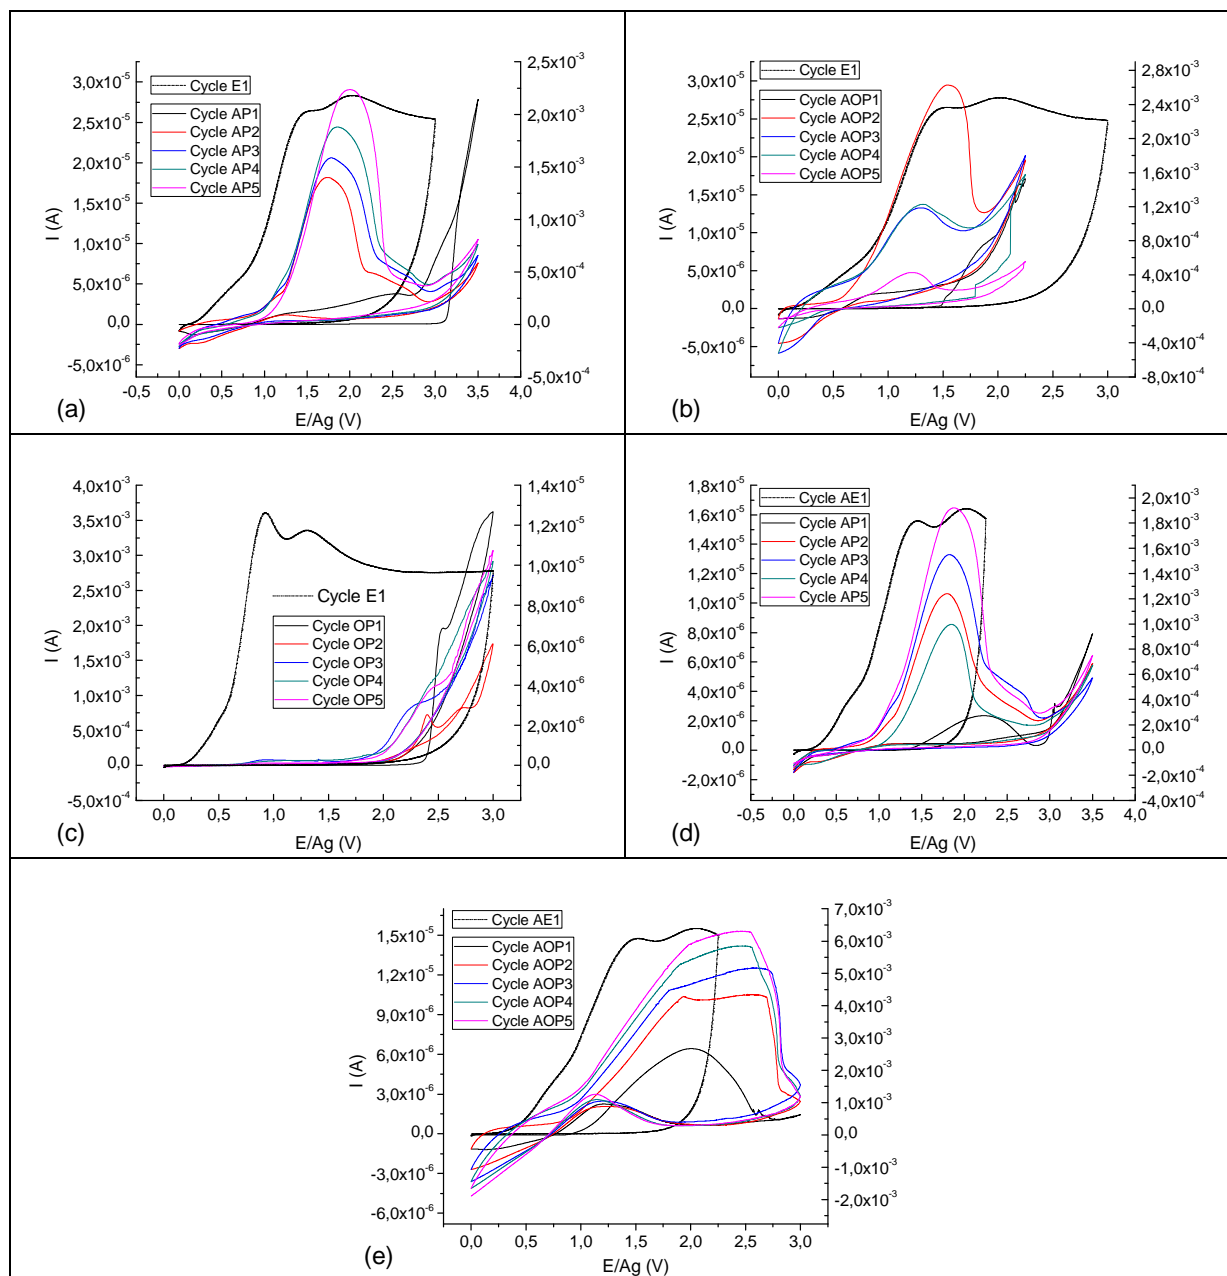 Cycle E1
Cycle AP1
Cycle AP2
Cycle AP3
Cycle AP4
Cycle AP5
3,0x10⁻⁵
2,5x10⁻⁵
2,0x10⁻⁵
1,5x10⁻⁵
1,0x10⁻⁵
5,0x10⁻⁶
0,0
-5,0x10⁻⁶
I (A)
2,5x10⁻³
2,0x10⁻³
1,5x10⁻³
1,0x10⁻³
5,0x10⁻⁴
0,0
-5,0x10⁻⁴
0,0 0,5 1,0 1,5 2,0 2,5 3,0 3,5
E/Ag (V)
(a)
Cycle E1
Cycle AOP1
Cycle AOP2
Cycle AOP3
Cycle AOP4
Cycle AOP5
3,0x10⁻⁵
2,5x10⁻⁵
2,0x10⁻⁵
1,5x10⁻⁵
1,0x10⁻⁵
5,0x10⁻⁶
0,0
-5,0x10⁻⁶
I (A)
2,8x10⁻³
2,4x10⁻³
2,0x10⁻³
1,6x10⁻³
1,2x10⁻³
8,0x10⁻⁴
4,0x10⁻⁴
0,0
-4,0x10⁻⁴
-8,0x10⁻⁴
0,0 0,5 1,0 1,5 2,0 2,5 3,0
E/Ag (V)
(b)
4,0x10⁻³
3,5x10⁻³
3,0x10⁻³
2,5x10⁻³
2,0x10⁻³
1,5x10⁻³
1,0x10⁻³
5,0x10⁻⁴
0,0
-5,0x10⁻⁴
I (A)
Cycle E1
Cycle OP1
Cycle OP2
Cycle OP3
Cycle OP4
Cycle OP5
1,4x10⁻⁵
1,2x10⁻⁵
1,0x10⁻⁵
8,0x10⁻⁶
6,0x10⁻⁶
4,0x10⁻⁶
2,0x10⁻⁶
0,0
0,0 0,5 1,0 1,5 2,0 2,5 3,0
E/Ag (V)
(c)
Cycle AE1
Cycle AP1
Cycle AP2
Cycle AP3
Cycle AP4
Cycle AP5
1,8x10⁻⁵
1,6x10⁻⁵
1,4x10⁻⁵
1,2x10⁻⁵
1,0x10⁻⁵
8,0x10⁻⁶
6,0x10⁻⁶
4,0x10⁻⁶
2,0x10⁻⁶
0,0
-2,0x10⁻⁶
I (A)
2,0x10⁻³
1,8x10⁻³
1,6x10⁻³
1,4x10⁻³
1,2x10⁻³
1,0x10⁻³
8,0x10⁻⁴
6,0x10⁻⁴
4,0x10⁻⁴
2,0x10⁻⁴
0,0
-2,0x10⁻⁴
-4,0x10⁻⁴
-0,5 0,0 0,5 1,0 1,5 2,0 2,5 3,0 3,5 4,0
E/Ag (V)
(d)
Cycle AE1
Cycle AOP1
Cycle AOP2
Cycle AOP3
Cycle AOP4
Cycle AOP5
1,5x10⁻⁵
1,2x10⁻⁵
9,0x10⁻⁶
6,0x10⁻⁶
3,0x10⁻⁶
0,0
-3,0x10⁻⁶
-6,0x10⁻⁶
I (A)
7,0x10⁻³
6,0x10⁻³
5,0x10⁻³
4,0x10⁻³
3,0x10⁻³
2,0x10⁻³
1,0x10⁻³
0,0
-1,0x10⁻³
-2,0x10⁻³
0,0 0,5 1,0 1,5 2,0 2,5 3,0
E/Ag (V)
(e)